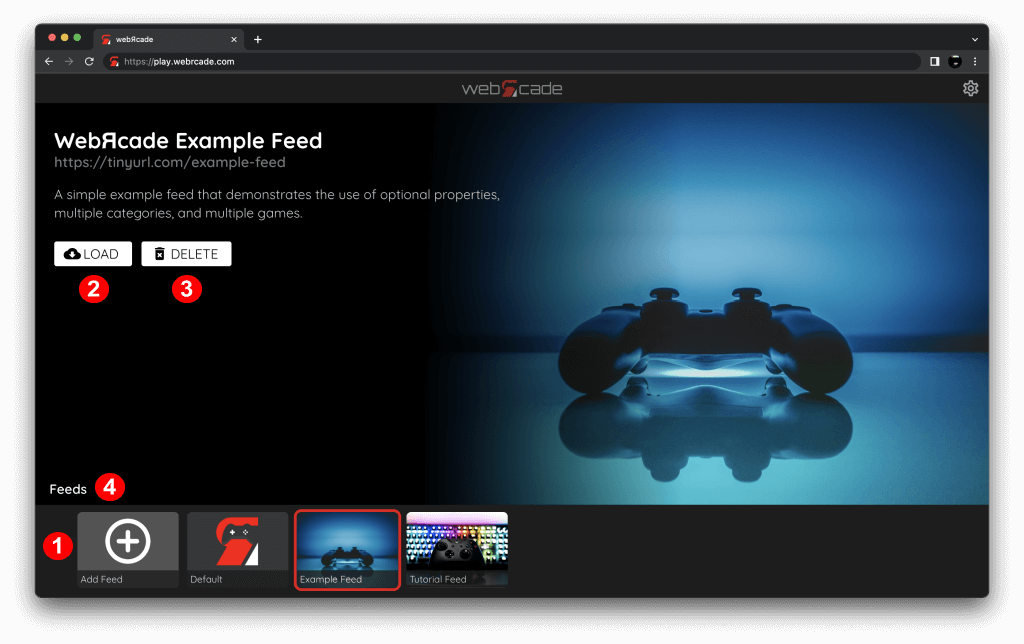 webЯcade
https://play.webrcade.com
webЯcade
WebЯcade Example Feed
https://tinyurl.com/example-feed
A simple example feed that demonstrates the use of optional properties,
multiple categories, and multiple games.
LOAD DELETE
2 3
Feeds 4
1
Add Feed Default Example Feed Tutorial Feed